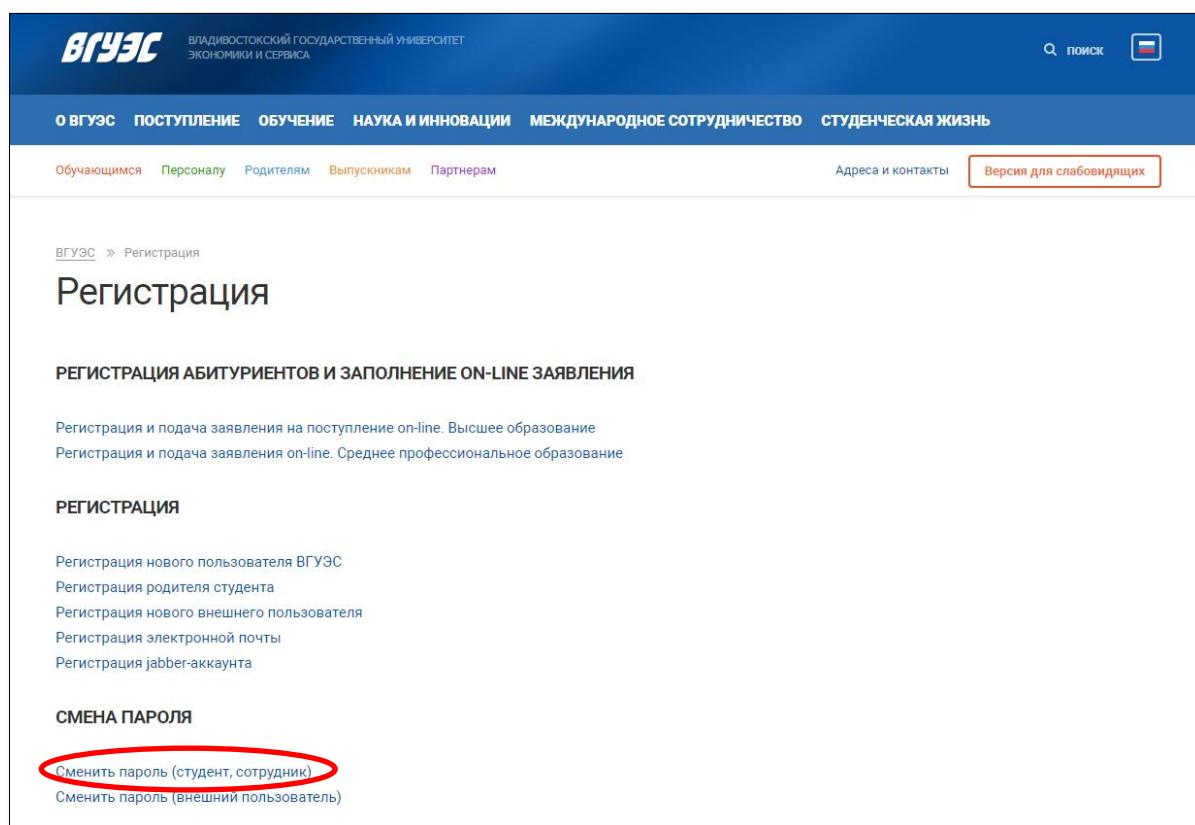 ВГУЭС
ВЛАДИВОСТОКСКИЙ ГОСУДАРСТВЕННЫЙ УНИВЕРСИТЕТ
ЭКОНОМИКИ И СЕРВИСА
ПОИСК
О ВГУЭС ПОСТУПЛЕНИЕ ОБУЧЕНИЕ НАУКА И ИННОВАЦИИ МЕЖДУНАРОДНОЕ СОТРУДНИЧЕСТВО СТУДЕНЧЕСКАЯ ЖИЗНЬ
Обучающимся Персоналу Родителям Выпускникам Партнерам Адреса и контакты Версия для слабовидящих
ВГУЭС » Регистрация
Регистрация
РЕГИСТРАЦИЯ АБИТУРИЕНТОВ И ЗАПОЛНЕНИЕ ON-LINE ЗАЯВЛЕНИЯ
Регистрация и подача заявления на поступление on-line. Высшее образование
Регистрация и подача заявления on-line. Среднее профессиональное образование
РЕГИСТРАЦИЯ
Регистрация нового пользователя ВГУЭС
Регистрация родителя студента
Регистрация нового внешнего пользователя
Регистрация электронной почты
Регистрация jabber-аккаунта
СМЕНА ПАРОЛЯ
Сменить пароль (студент, сотрудник)
Сменить пароль (внешний пользователь)